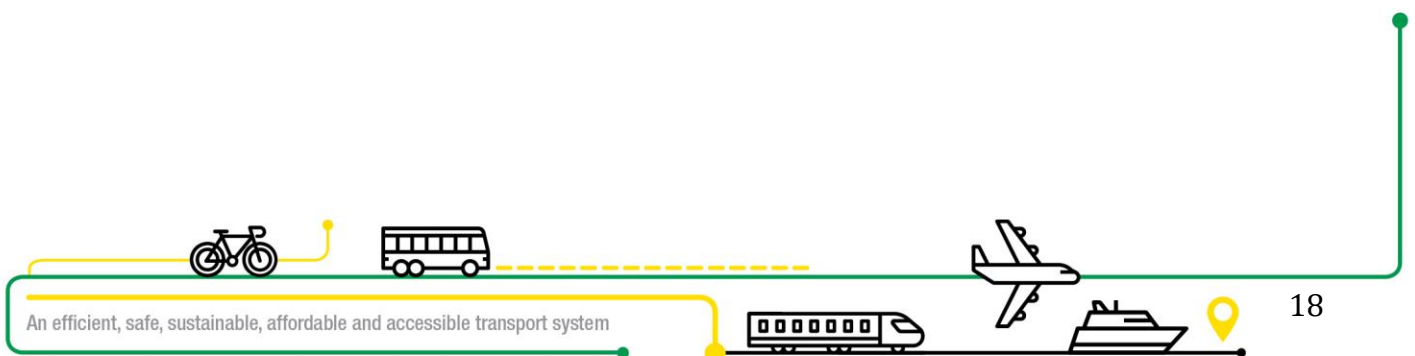 An efficient, safe, sustainable, affordable and accessible transport system
18